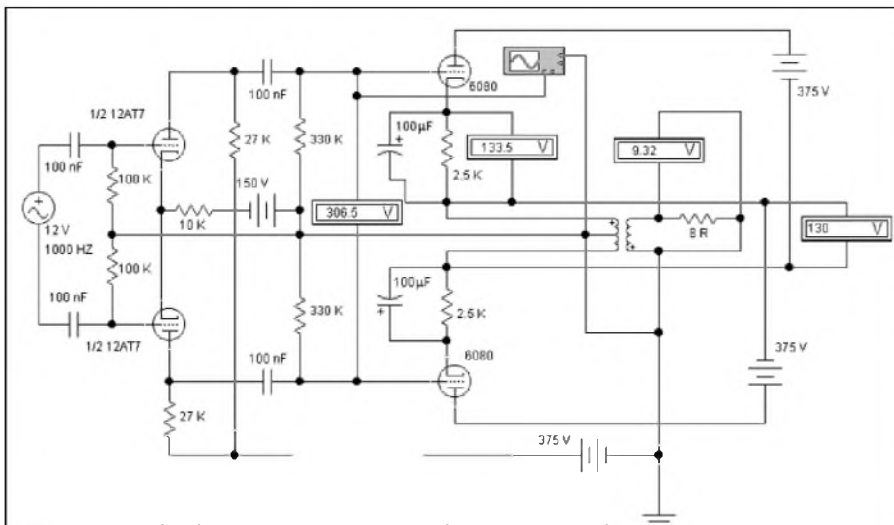 6080
375 V
1/2 12AT7
100 nF
100µF
+
133.5 V
9.32 V
27 K
330 K
2.5 K
100 nF
100 K
150 V
306.5 V
10 K
8 R
130 V
12 V
1000 HZ
100 K
100 nF
100µF
+
330 K
2.5 K
1/2 12AT7
100 nF
6080
375 V
27 K
375 V